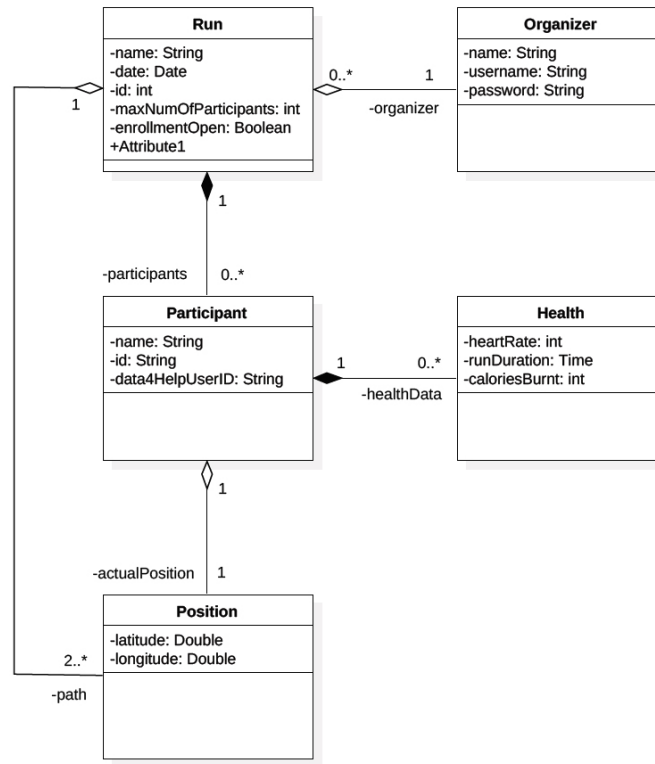 Run
-name: String
-date: Date
-id: int
-maxNumOfParticipants: int
-enrollmentOpen: Boolean
+Attribute1
Organizer
-name: String
-username: String
-password: String
0..*
1
-organizer
1
1
-participants
0..*
Participant
-name: String
-id: String
-data4HelpUserID: String
1
0..*
-healthData
Health
-heartRate: int
-runDuration: Time
-caloriesBurnt: int
1
-actualPosition
1
Position
-latitude: Double
-longitude: Double
2..*
-path